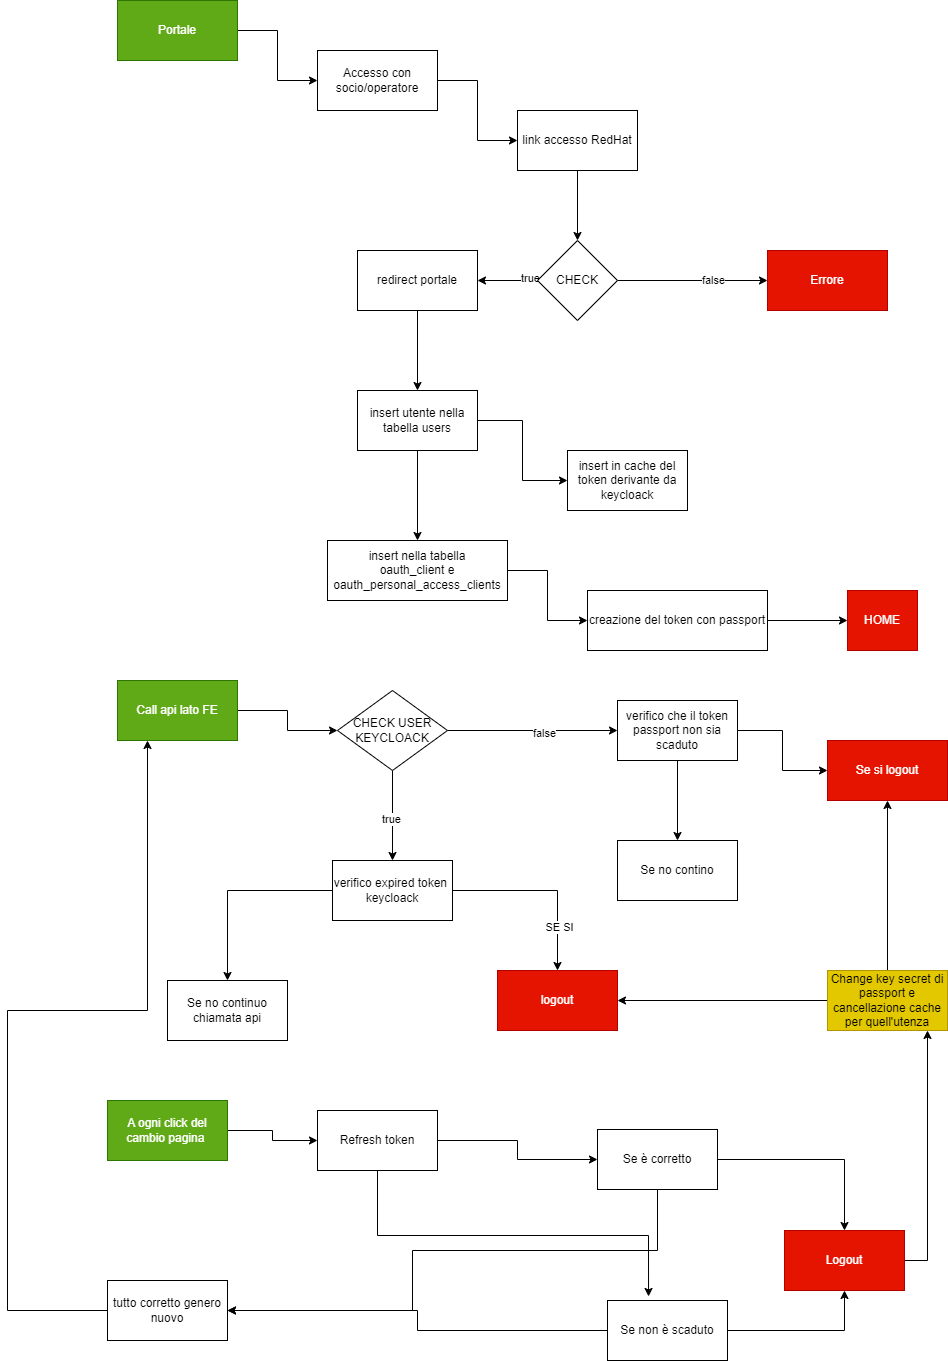 Portale
Accesso con
socio/operatore
link accesso RedHat
redirect portale
true
CHECK
false
Errore
insert utente nella
tabella users
insert in cache del
token derivante da
keycloack
insert nella tabella
oauth_client e
oauth_personal_access_clients
creazione del token con passport
HOME
Call api lato FE
CHECK USER
KEYCLOACK
false
verifico che il token
passport non sia
scaduto
Se si logout
true
Se no contino
verifico expired token
keycloack
SE SI
Se no continuo
chiamata api
logout
Change key secret di
passport e
cancellazione cache
per quell'utenza
A ogni click del
cambio pagina
Refresh token
Se è corretto
Logout
tutto corretto genero
nuovo
Se non è scaduto